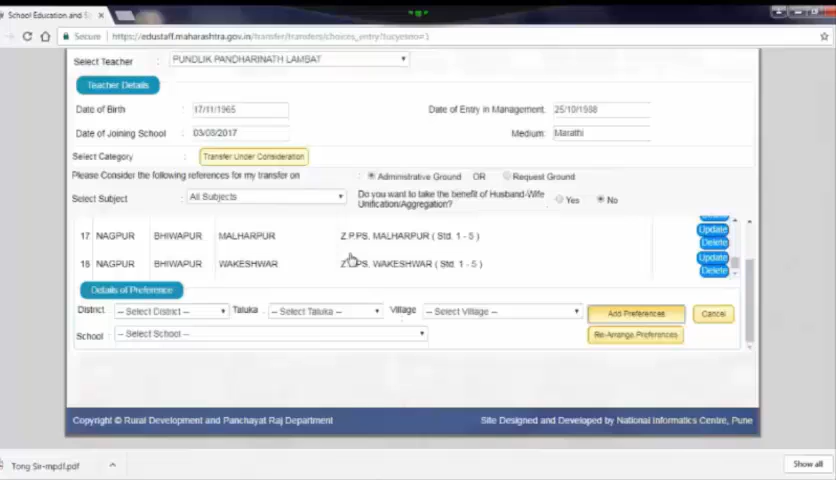 School Education and S
Secure https://edustaff.maharashtra.gov.in/transfer/transfers/choices_entry?
Select Teacher : PUNDLIK PANDHARINATH LAMBAT
Teacher Details
Date of Birth : 17/11/1965 Date of Entry in Management: 25/10/1988
Date of Joining School : 03/08/2017 Medium: Marathi
Select Category : Transfer Under Consideration
Please Consider the following references for my transfer on : Administrative Ground OR Request Ground
Select Subject : All Subjects Do you want to take the benefit of Husband-Wife Unification/Aggregation? : Yes No
Update
17 NAGPUR BHIWAPUR MALHARPUR Z.P.PS. MALHARPUR ( Std. 1 - 5 )
Delete
Update
18 NAGPUR BHIWAPUR WAKESHWAR WAKESHWAR ( Std. 1 - 5 )
Delete
Details of Preference
District : -- Select District -- Taluka : -- Select Taluka -- Village : -- Select Village -- Add Preferences Cancel
School : -- Select School -- Re-Arrange Preferences
Copyright © Rural Development and Panchayat Raj Department Site Designed and Developed by National Informatics Centre, Pune
Tong Sir-mpdf.pdf Show all